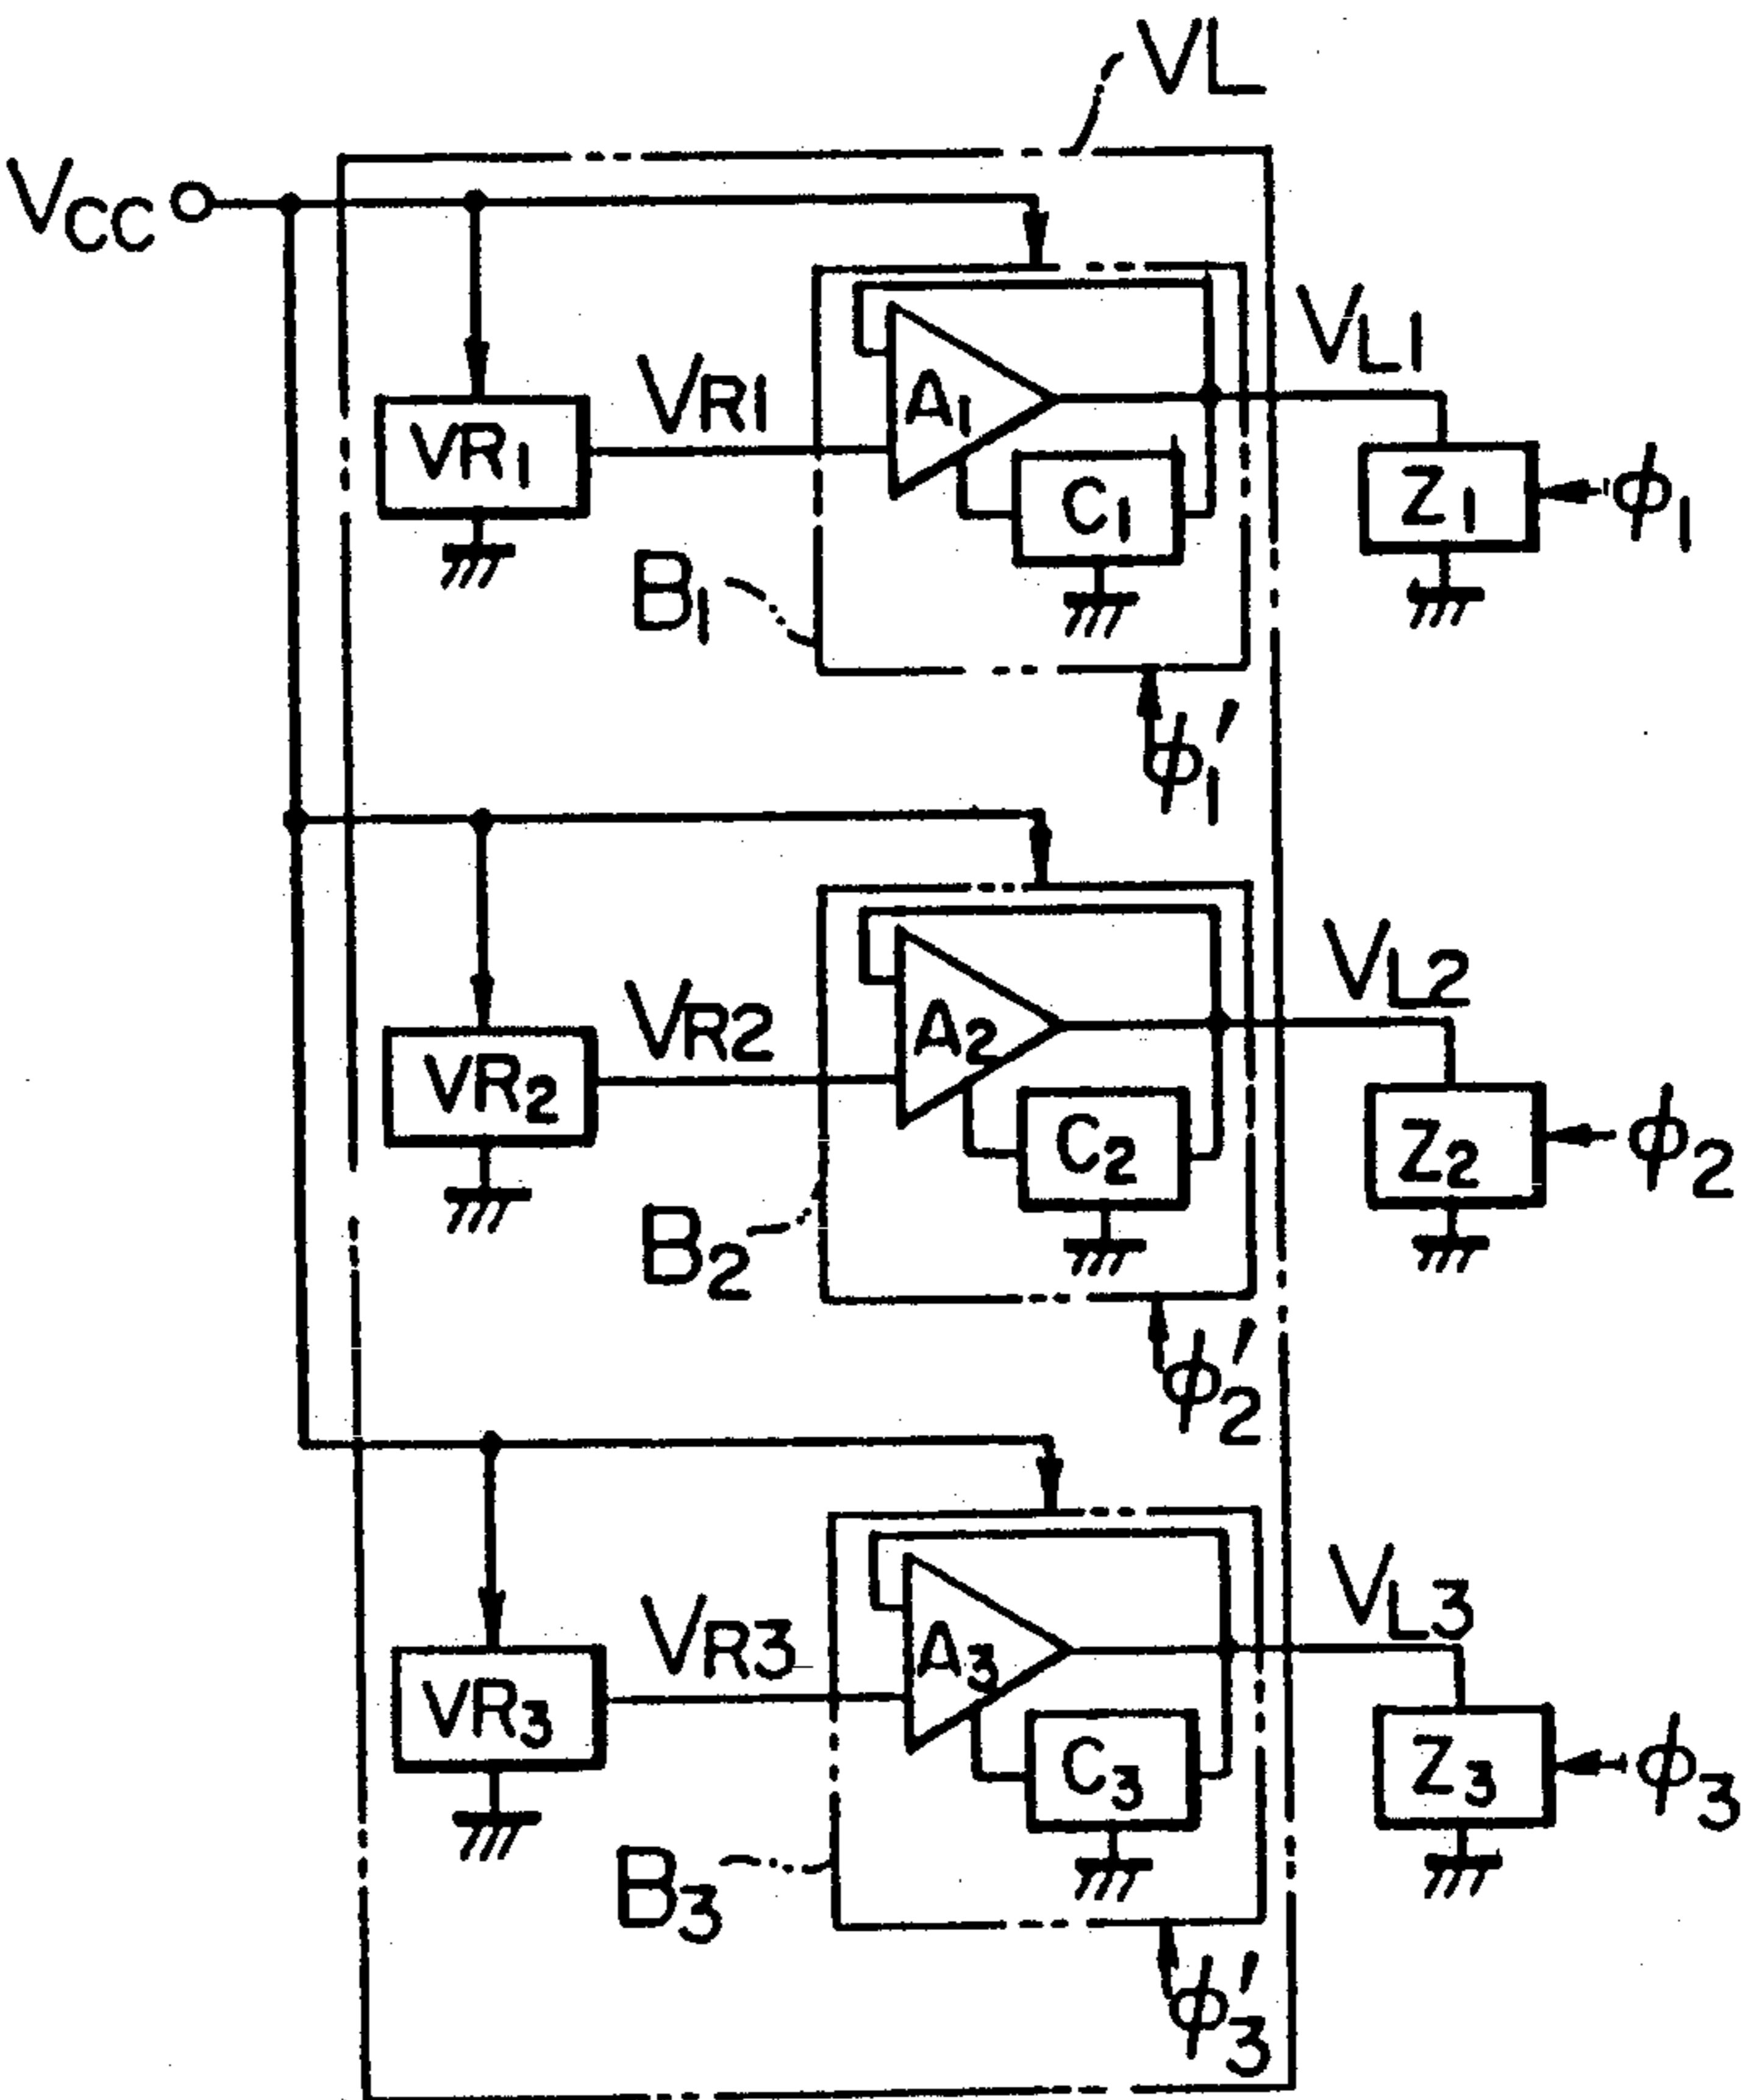 VL
VCC
VL1
VR1
A1
VR1
C1
Z1
ϕ1
B1
ϕ1'
VL2
VR2
A2
VR2
C2
Z2
ϕ2
B2
ϕ2'
VL3
VR3
A3
VR3
C3
Z3
ϕ3
B3
ϕ3'